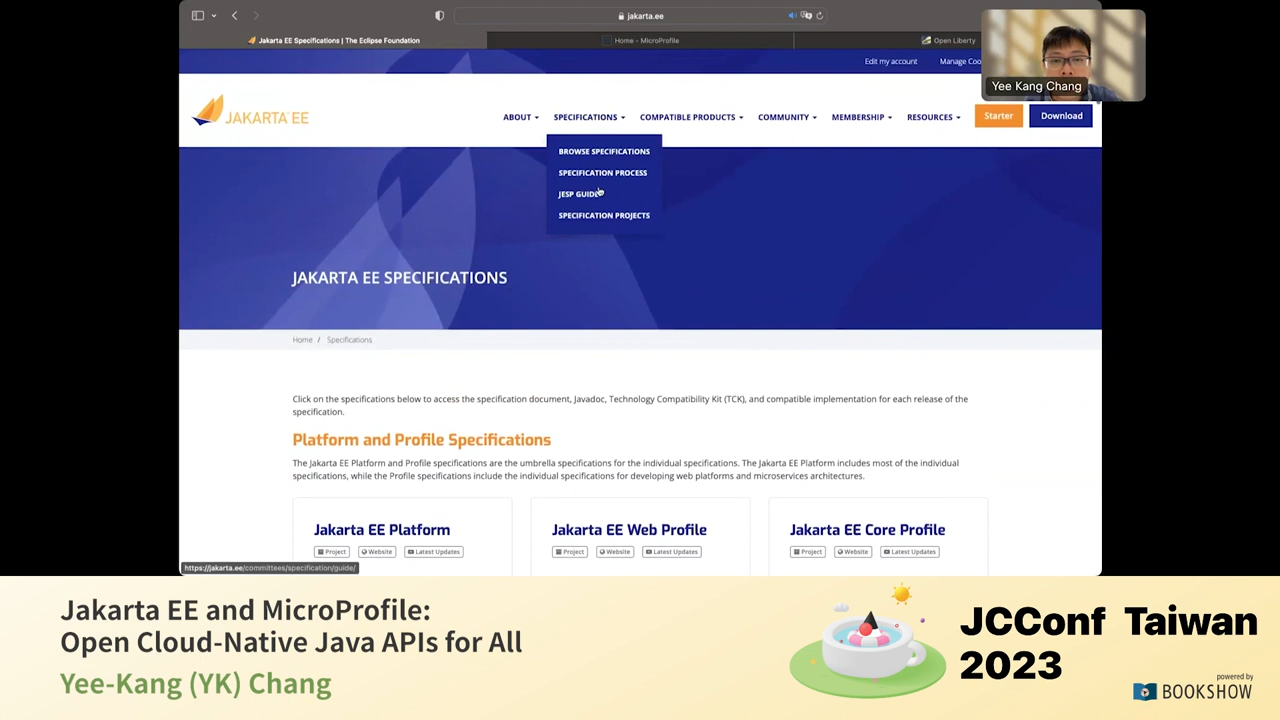 jakarta.ee
Jakarta EE Specifications | The Eclipse Foundation
Home - MicroProfile
Open Liberty
Edit my account
Manage Coo
Yee Kang Chang
JAKARTA EE
ABOUT
SPECIFICATIONS
COMPATIBLE PRODUCTS
COMMUNITY
MEMBERSHIP
RESOURCES
Starter
Download
BROWSE SPECIFICATIONS
SPECIFICATION PROCESS
JESP GUIDE
SPECIFICATION PROJECTS
JAKARTA EE SPECIFICATIONS
Home / Specifications
Click on the specifications below to access the specification document, Javadoc, Technology Compatibility Kit (TCK), and compatible implementation for each release of the
specification.
Platform and Profile Specifications
The Jakarta EE Platform and Profile specifications are the umbrella specifications for the individual specifications. The Jakarta EE Platform includes most of the individual
specifications, while the Profile specifications include the individual specifications for developing web platforms and microservices architectures.
Jakarta EE Platform
Project Website Latest Updates
Jakarta EE Web Profile
Project Website Latest Updates
Jakarta EE Core Profile
Project Website Latest Updates
https://jakarta.ee/committees/specification/guide/
Jakarta EE and MicroProfile:
Open Cloud-Native Java APIs for All
Yee-Kang (YK) Chang
JCConf Taiwan
2023
powered by
BOOKSHOW